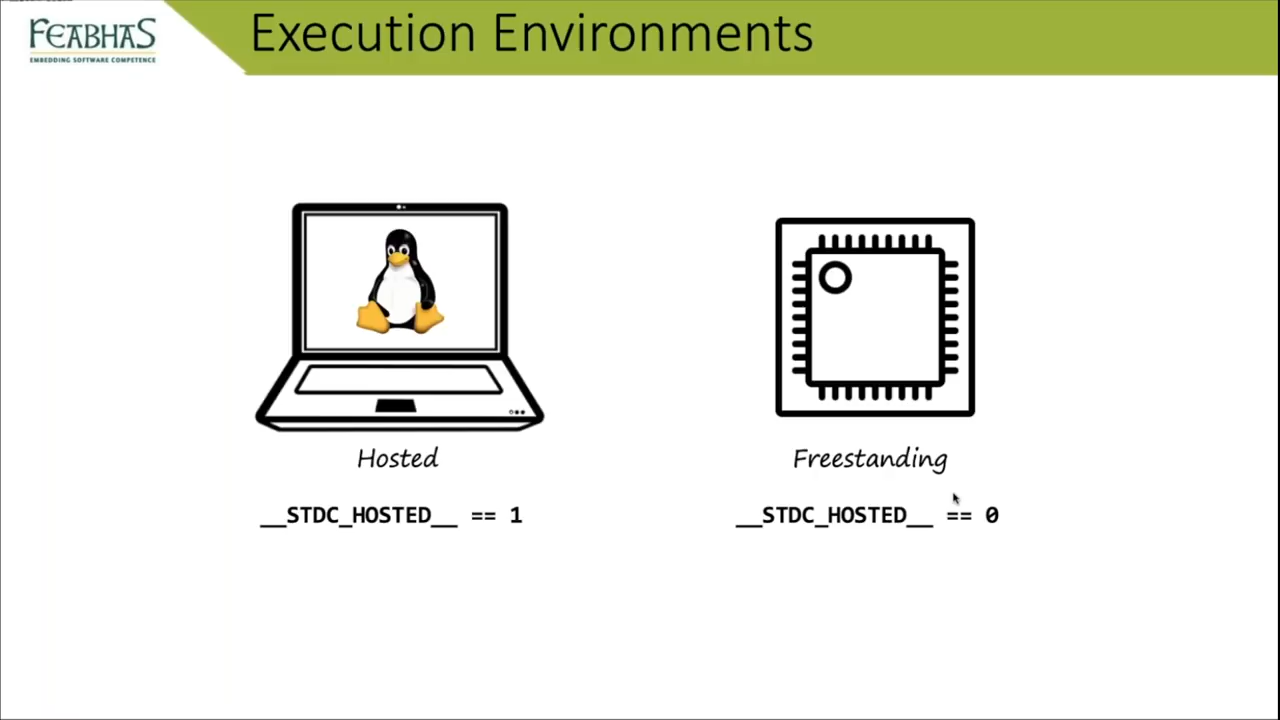 FEABHAS
EMBEDDING SOFTWARE COMPETENCE
Execution Environments
Hosted
Freestanding
__STDC_HOSTED__ == 1
__STDC_HOSTED__ == 0